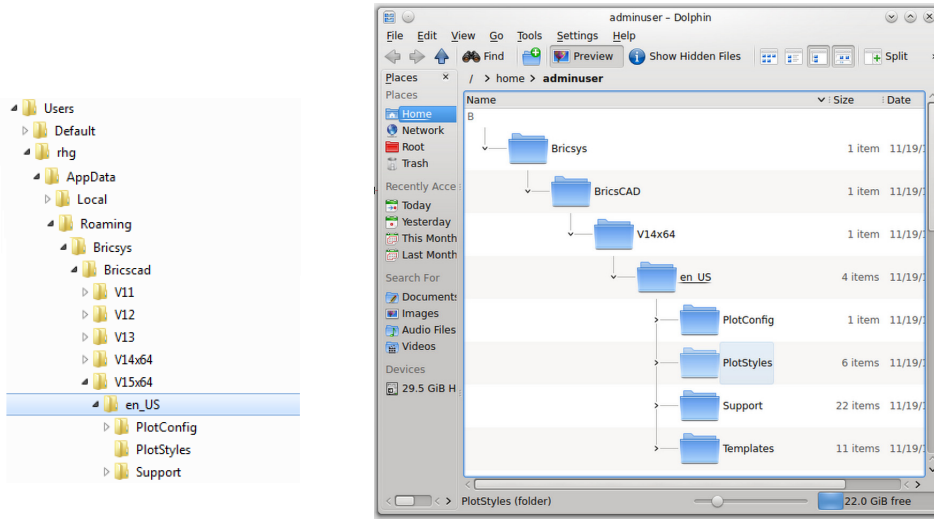 Users
Default
rhg
AppData
Local
Roaming
Bricsys
Bricscad
V11
V12
V13
V14x64
V15x64
en_US
PlotConfig
PlotStyles
Support
adminuser – Dolphin
File Edit View Go Tools Settings Help
Find Preview Show Hidden Files Split
Places × / > home > adminuser
Places
Home
Network
Root
Trash
Recently Acce
Today
Yesterday
This Month
Last Month
Search For
Documents
Images
Audio Files
Videos
Devices
29.5 GiB H
Name Size Date
B
Bricsys 1 item 11/19/1
BricsCAD 1 item 11/19/1
V14x64 1 item 11/19/1
en_US 4 items 11/19/1
PlotConfig 1 item 11/19/1
PlotStyles 6 items 11/19/1
Support 22 items 11/19/1
Templates 11 items 11/19/1
PlotStyles (folder) 22.0 GiB free